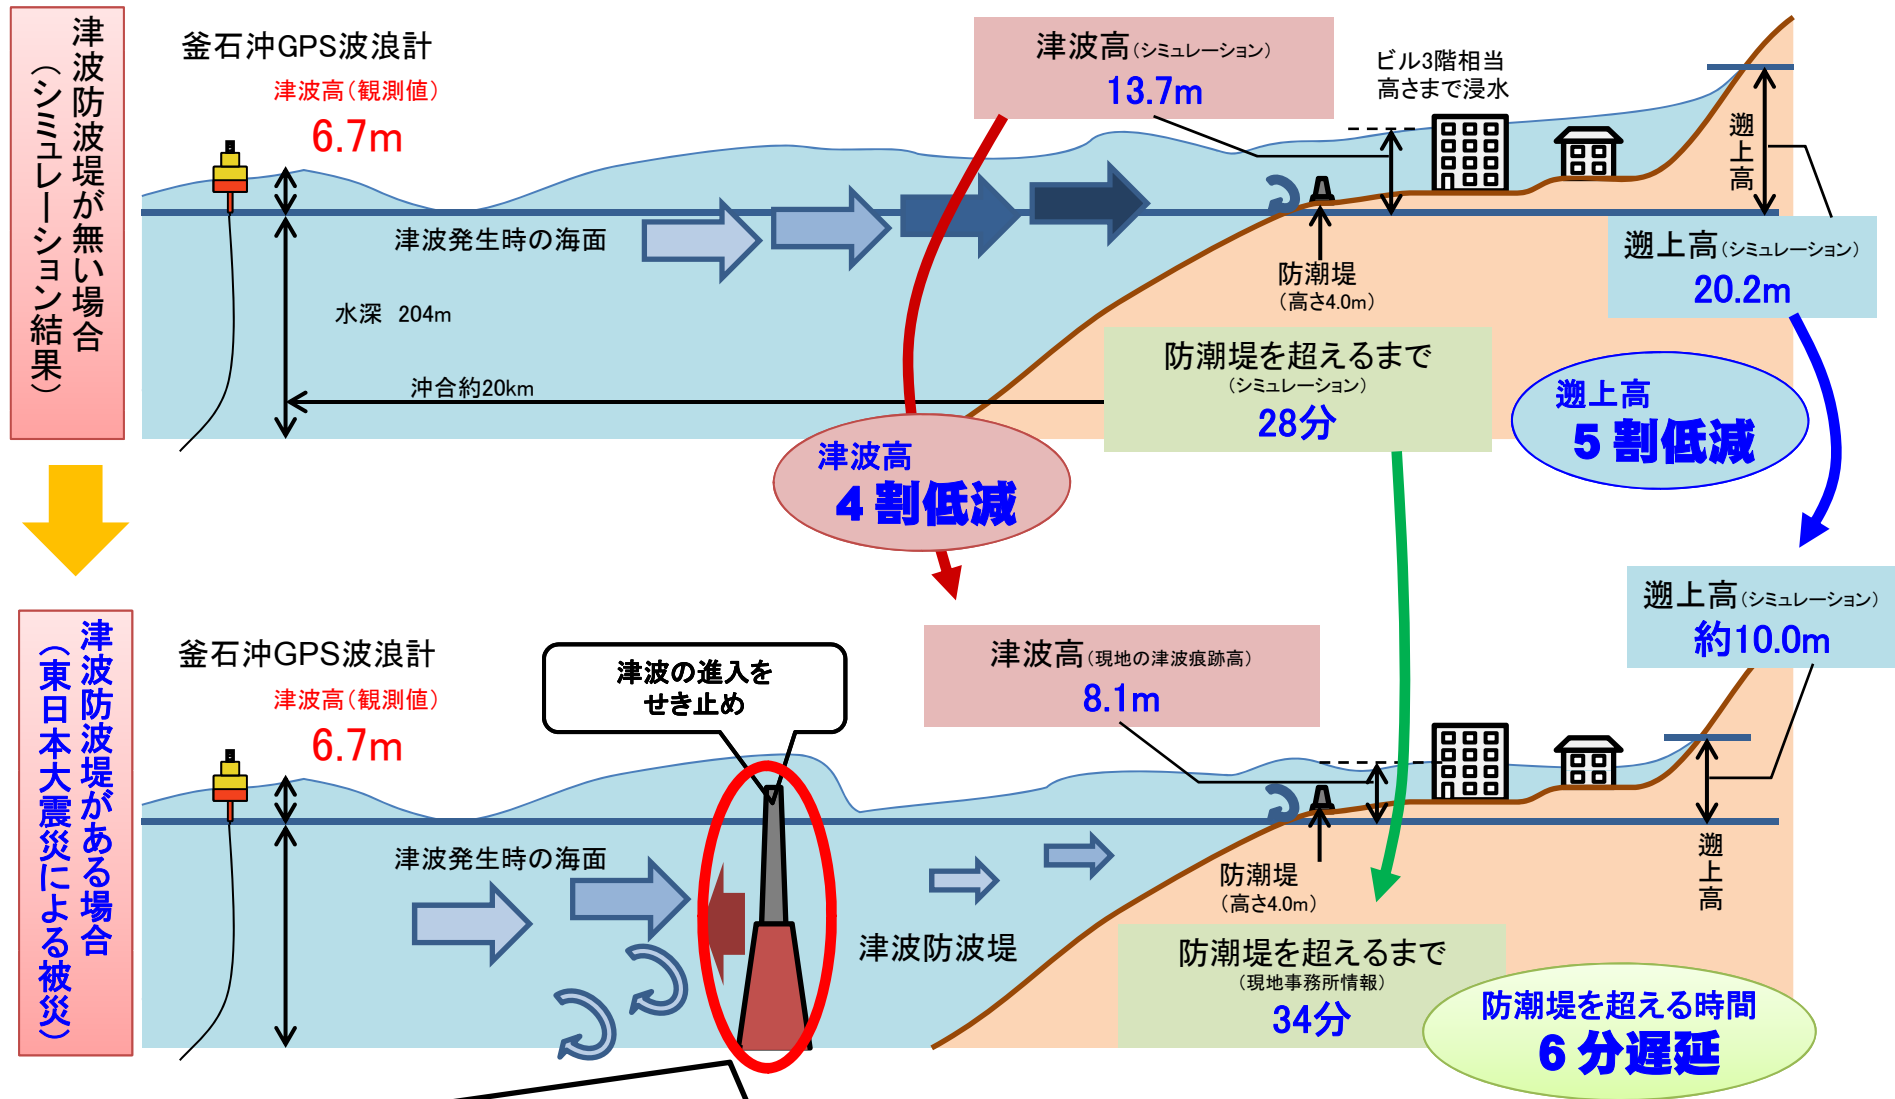 津波防波堤が無い場合
（シミュレーション結果）
釜石沖GPS波浪計
津波高（観測値）
6.7m
津波高（シミュレーション）
13.7m
ビル3階相当
高さまで浸水
遡上高
津波発生時の海面
水深 204m
沖合約20km
防潮堤
（高さ4.0m）
遡上高（シミュレーション）
20.2m
防潮堤を超えるまで
（シミュレーション）
28分
津波高
4割低減
遡上高
5割低減
津波防波堤がある場合
（東日本大震災による被災）
釜石沖GPS波浪計
津波高（観測値）
6.7m
津波の進入を
せき止め
津波高（現地の津波痕跡高）
8.1m
遡上高（シミュレーション）
約10.0m
津波発生時の海面
津波防波堤
防潮堤
（高さ4.0m）
遡上高
防潮堤を超えるまで
（現地事務所情報）
34分
防潮堤を超える時間
6分遅延